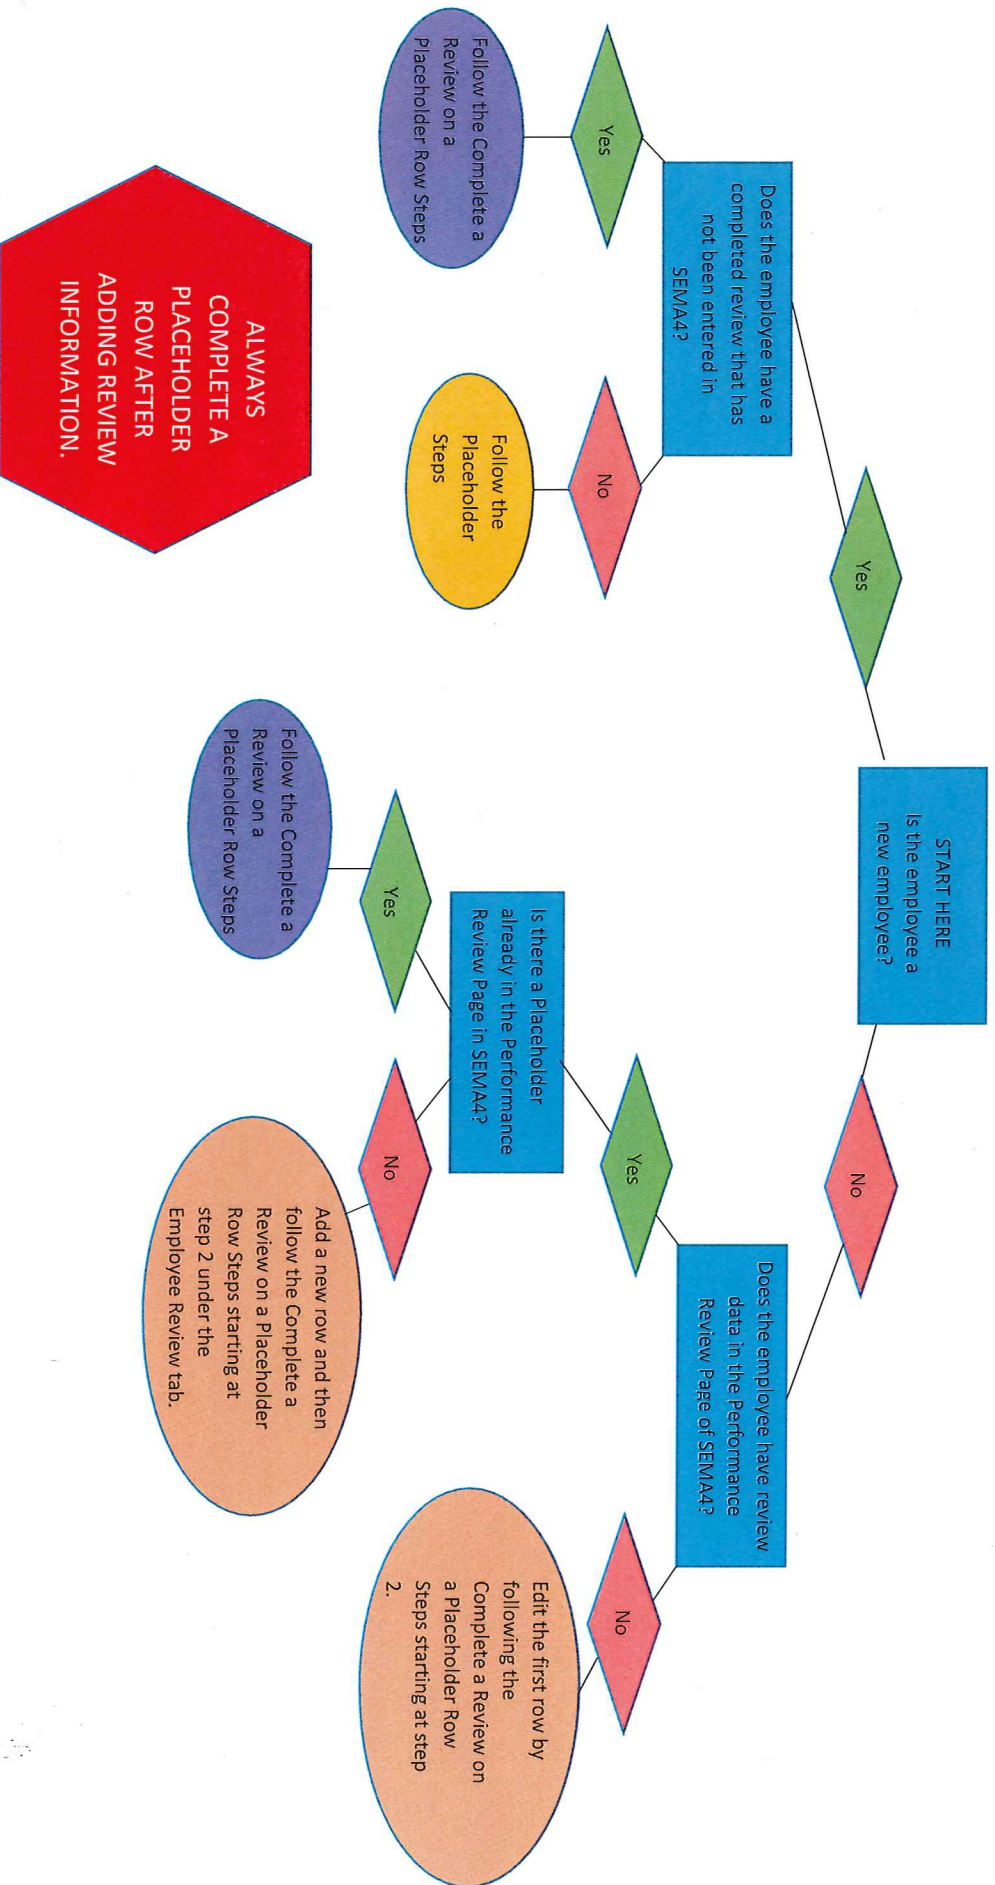 START HERE
Is the employee a
new employee?
Yes
No
Does the employee have a
completed review that has
not been entered in
SEMA4?
Does the employee have review
data in the Performance
Review Page of SEMA4?
Yes
No
Yes
No
Follow the Complete a
Review on a
Placeholder Row Steps
Follow the
Placeholder
Steps
Is there a Placeholder
already in the Performance
Review Page in SEMA4?
Edit the first row by
following the
Complete a Review on
a Placeholder Row
Steps starting at step
2.
Yes
No
Follow the Complete a
Review on a
Placeholder Row Steps
Add a new row and then
follow the Complete a
Review on a Placeholder
Row Steps starting at
step 2 under the
Employee Review tab.
ALWAYS
COMPLETE A
PLACEHOLDER
ROW AFTER
ADDING REVIEW
INFORMATION.